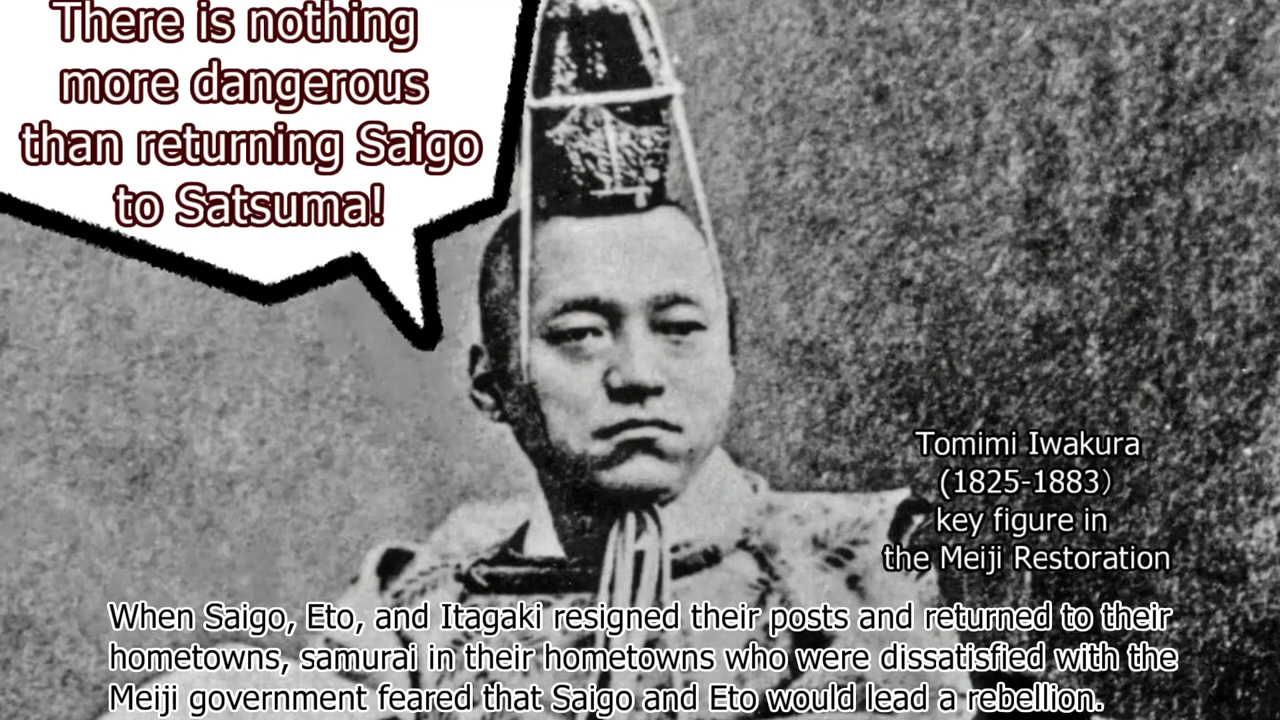 There is nothing
more dangerous
than returning Saigo
to Satsuma!
Tomimi Iwakura
(1825-1883）
key figure in
the Meiji Restoration
When Saigo, Eto, and Itagaki resigned their posts and returned to their
hometowns, samurai in their hometowns who were dissatisfied with the
Meiji government feared that Saigo and Eto would lead a rebellion.